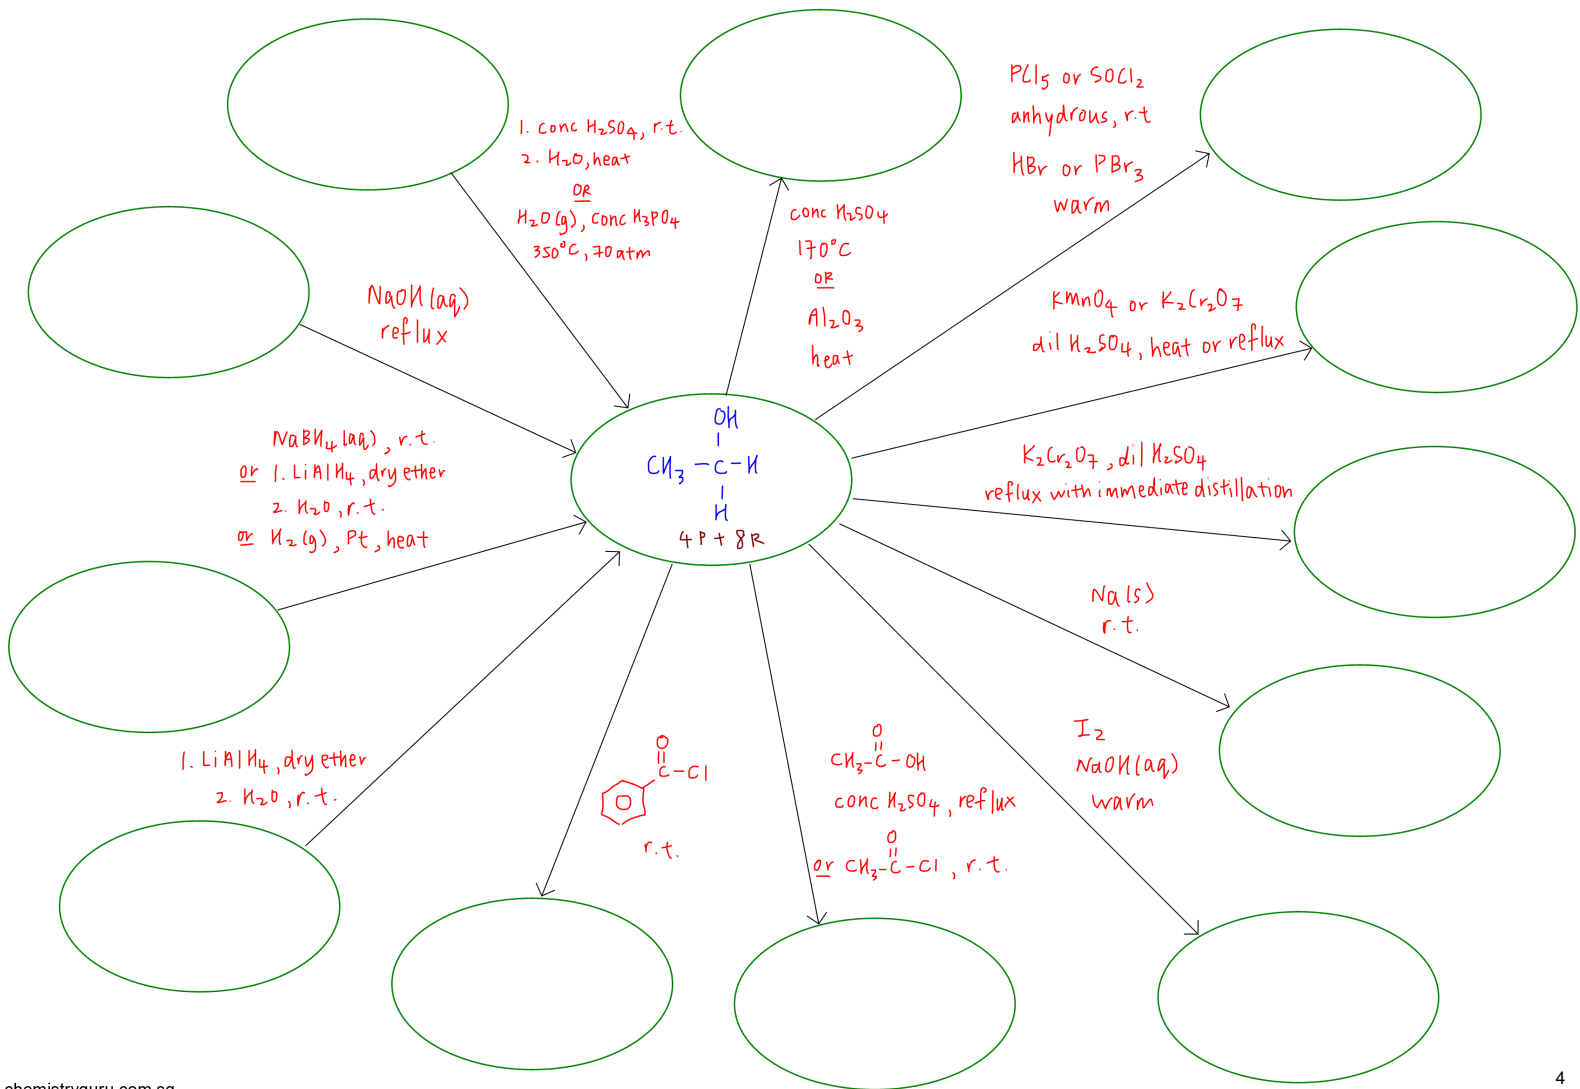 PCl5 or SOCl2
anhydrous, r.t
HBr or PBr3
warm
1. conc H2SO4, r.t.
2. H2O, heat
OR
H2O(g), conc H3PO4
350°C, 70atm
conc H2SO4
170°C
OR
Al2O3
heat
NaOH(aq)
reflux
KMnO4 or K2Cr2O7
dil H2SO4, heat or reflux
NaBH4(aq), r.t.
or 1. LiAlH4, dry ether
2. H2O, r.t.
or H2(g), Pt, heat
OH
CH3-C-H
H
4P + 8R
K2Cr2O7, dil H2SO4
reflux with immediate distillation
Na(s)
r.t.
1. LiAlH4, dry ether
2. H2O, r.t.
O
C-Cl
r.t.
O
CH3-C-OH
conc H2SO4, reflux
O
or CH3-C-Cl, r.t.
I2
NaOH(aq)
warm
4